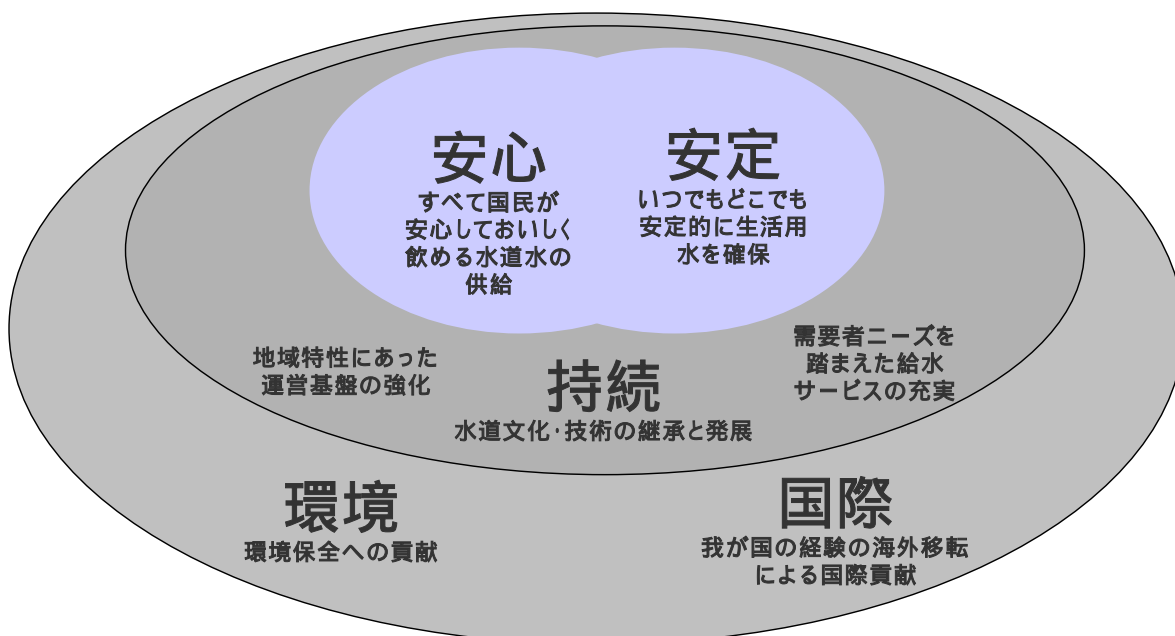 安心
すべて国民が
安心しておいしく
飲める水道水の
供給
安定
いつでもどこでも
安定的に生活用
水を確保
地域特性にあった
運営基盤の強化
持続
水道文化・技術の継承と発展
需要者ニーズを
踏まえた給水
サービスの充実
環境
環境保全への貢献
国際
我が国の経験の海外移転
による国際貢献